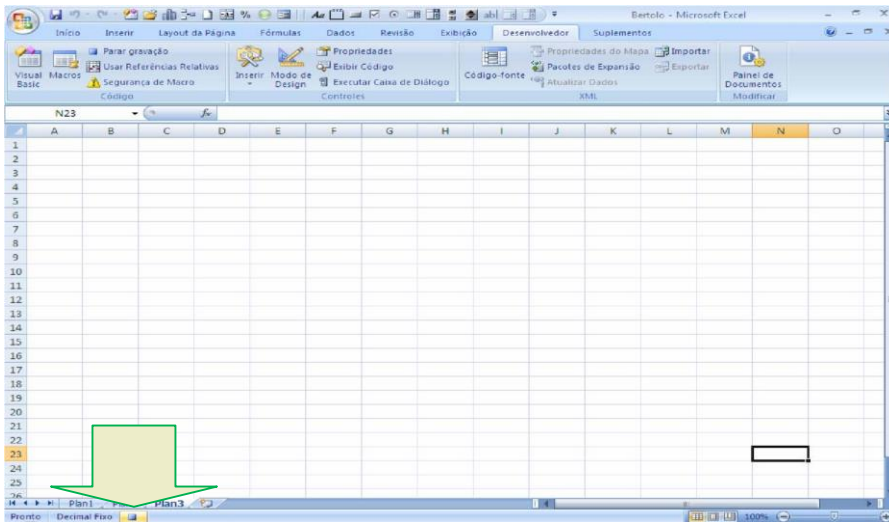 Bertolo - Microsoft Excel
Início Inserir Layout da Página Fórmulas Dados Revisão Exibição Desenvolvedor Suplementos
Visual Basic
Macros
Parar gravação
Usar Referências Relativas
Segurança de Macro
Código
Inserir
Modo de Design
Propriedades
Exibir Código
Executar Caixa de Diálogo
Controles
Código-fonte
Propriedades do Mapa
Pacotes de Expansão
Atualizar Dados
Importar
Exportar
XML
Painel de Documentos
Modificar
N23 fx
A B C D E F G H I J K L M N O
1
2
3
4
5
6
7
8
9
10
11
12
13
14
15
16
17
18
19
20
21
22
23
24
25
26
Plan1 Plan3
Pronto Decimal Fixo 100%